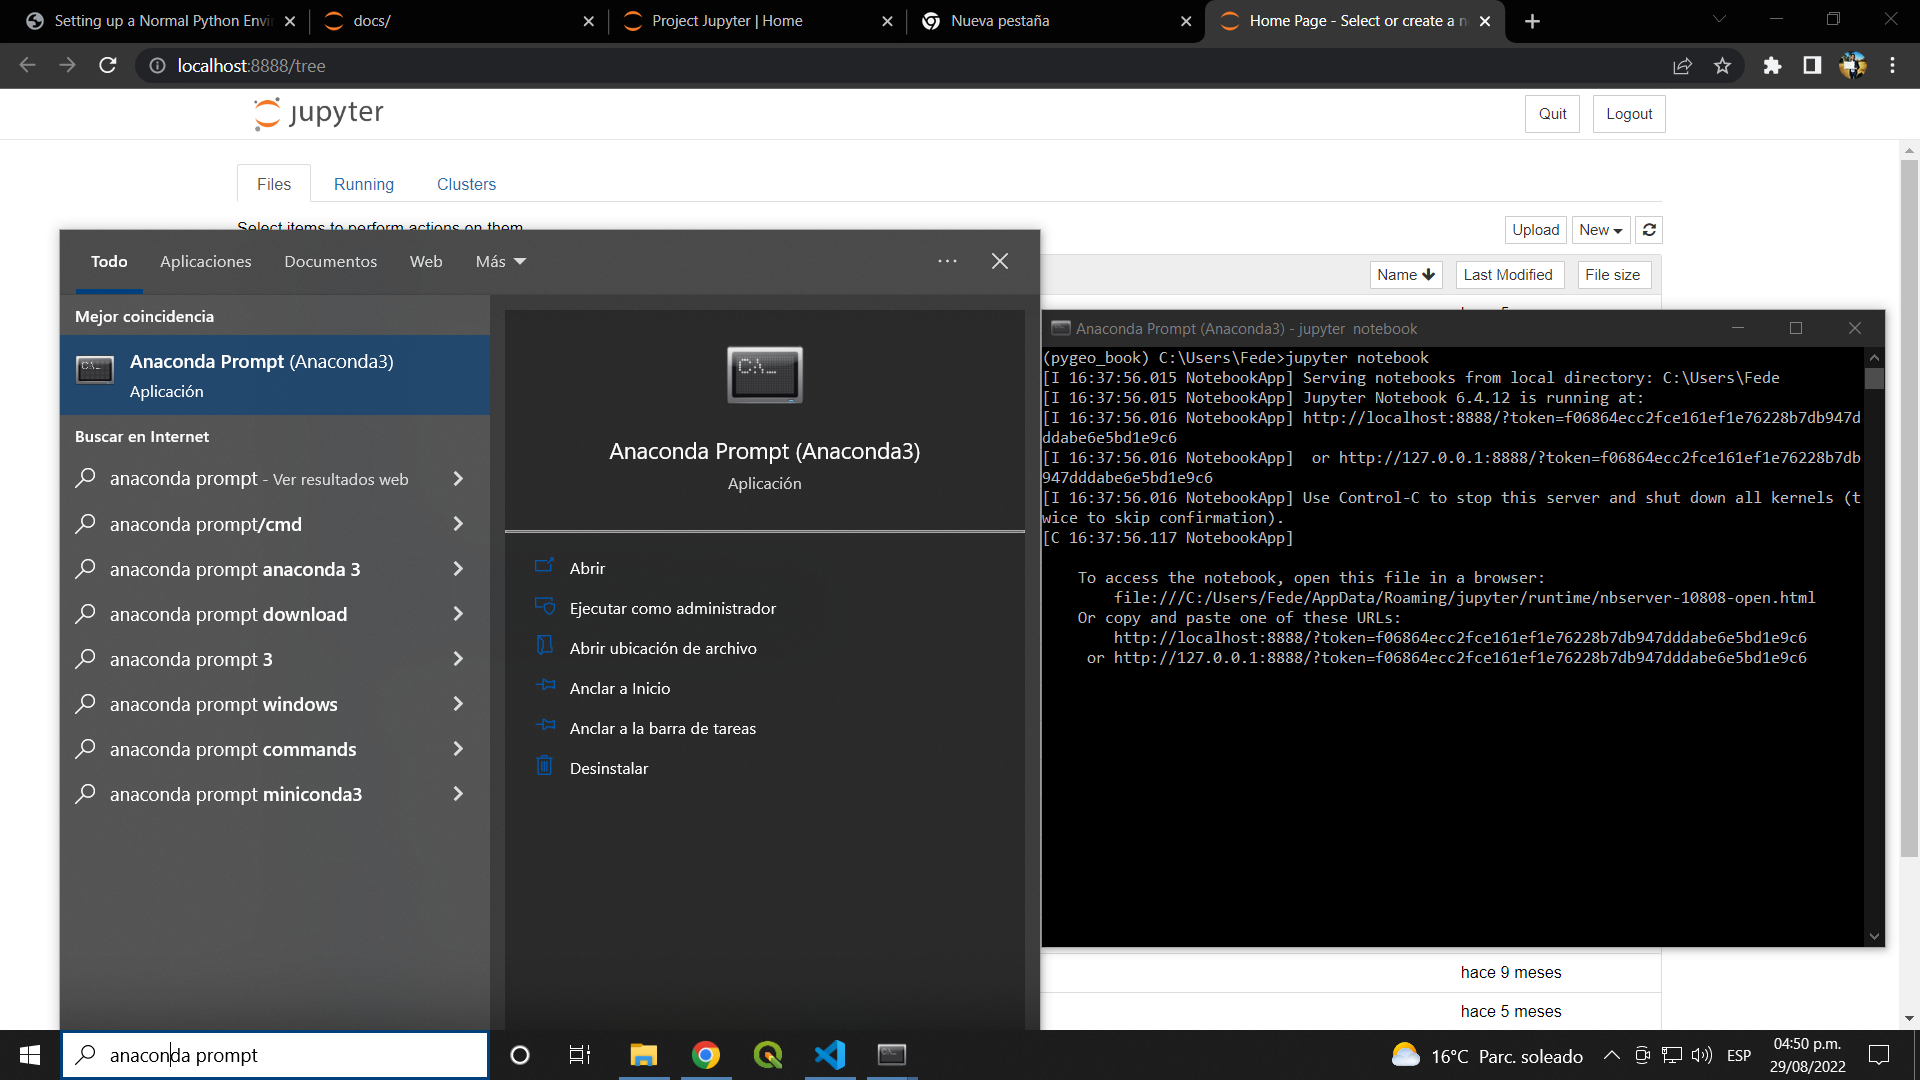 Setting up a Normal Python Envi
docs/
Project Jupyter | Home
Nueva pestaña
Home Page - Select or create a n
localhost:8888/tree
jupyter
Quit
Logout
Files
Running
Clusters
Select items to perform actions on them.
Upload
New
Name
Last Modified
File size
Todo
Aplicaciones
Documentos
Web
Más
Mejor coincidencia
Anaconda Prompt (Anaconda3)
Aplicación
Buscar en Internet
anaconda prompt - Ver resultados web
anaconda prompt/cmd
anaconda prompt anaconda 3
anaconda prompt download
anaconda prompt 3
anaconda prompt windows
anaconda prompt commands
anaconda prompt miniconda3
Anaconda Prompt (Anaconda3)
Aplicación
Abrir
Ejecutar como administrador
Abrir ubicación de archivo
Anclar a Inicio
Anclar a la barra de tareas
Desinstalar
Anaconda Prompt (Anaconda3) - jupyter  notebook
(pygeo_book) C:\Users\Fede>jupyter notebook
[I 16:37:56.015 NotebookApp] Serving notebooks from local directory: C:\Users\Fede
[I 16:37:56.015 NotebookApp] Jupyter Notebook 6.4.12 is running at:
[I 16:37:56.016 NotebookApp] http://localhost:8888/?token=f06864ecc2fce161ef1e76228b7db947d
ddabe6e5bd1e9c6
[I 16:37:56.016 NotebookApp]  or http://127.0.0.1:8888/?token=f06864ecc2fce161ef1e76228b7db
947dddabe6e5bd1e9c6
[I 16:37:56.016 NotebookApp] Use Control-C to stop this server and shut down all kernels (t
wice to skip confirmation).
[C 16:37:56.117 NotebookApp]
To access the notebook, open this file in a browser:
file:///C:/Users/Fede/AppData/Roaming/jupyter/runtime/nbserver-10808-open.html
Or copy and paste one of these URLs:
http://localhost:8888/?token=f06864ecc2fce161ef1e76228b7db947dddabe6e5bd1e9c6
or http://127.0.0.1:8888/?token=f06864ecc2fce161ef1e76228b7db947dddabe6e5bd1e9c6
hace 9 meses
hace 5 meses
anaconda prompt
16°C Parc. soleado
ESP
04:50 p.m.
29/08/2022